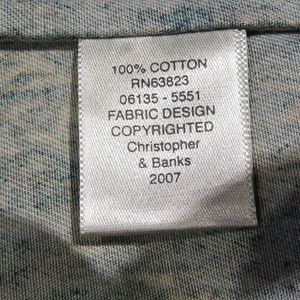 100% COTTON
RN63823
06135 - 5551
FABRIC DESIGN
COPYRIGHTED
Christopher
& Banks
2007